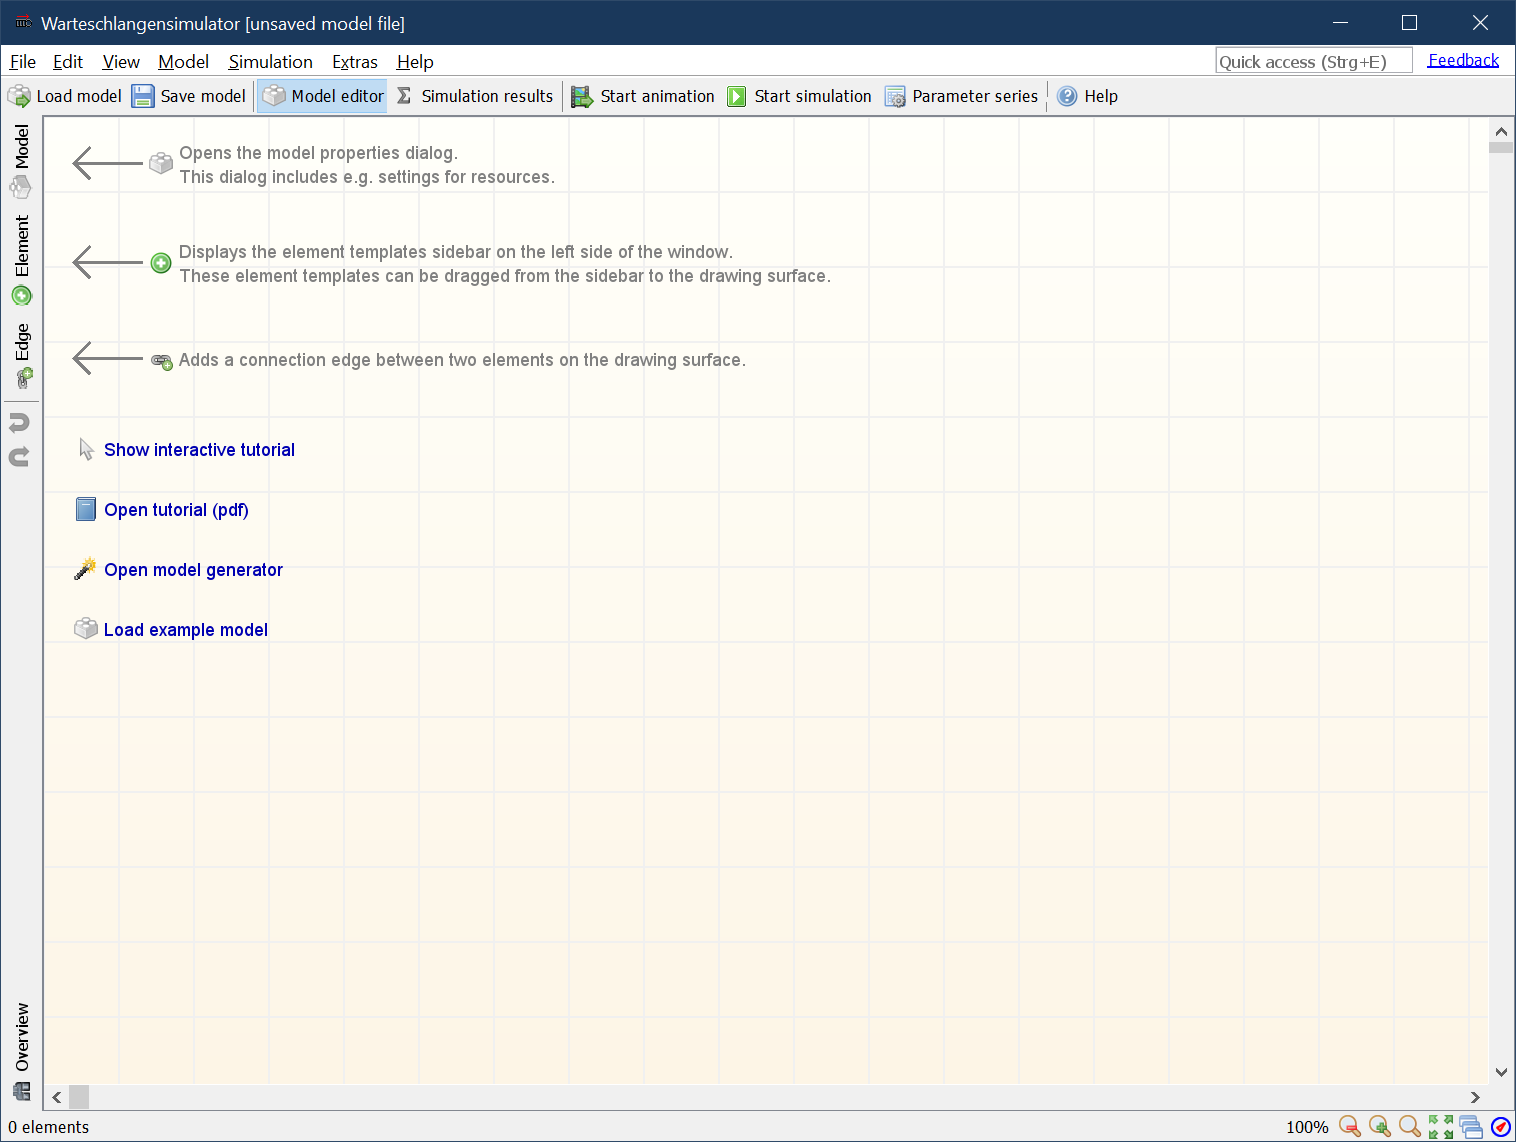 Warteschlangensimulator [unsaved model file]
File Edit View Model Simulation Extras Help Quick access (Strg+E) Feedback
Load model Save model Model editor Simulation results Start animation Start simulation Parameter series Help
Model
Element
Edge
Overview
Opens the model properties dialog.
This dialog includes e.g. settings for resources.
Displays the element templates sidebar on the left side of the window.
These element templates can be dragged from the sidebar to the drawing surface.
Adds a connection edge between two elements on the drawing surface.
Show interactive tutorial
Open tutorial (pdf)
Open model generator
Load example model
0 elements 100%